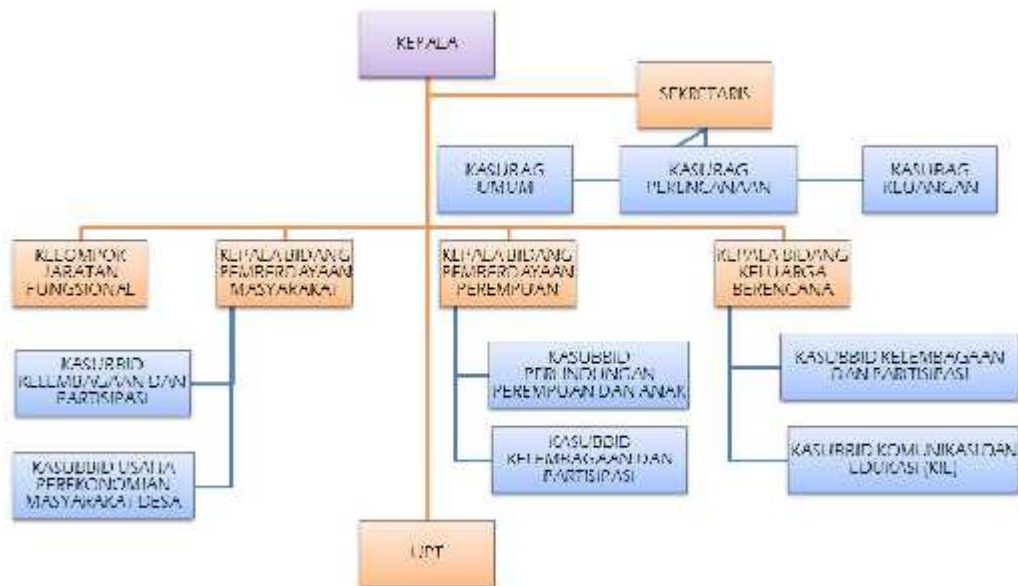 KEPALA
SEKRETARIS
KASUBAG
UMUM
KASUBAG
PERENCANAAN
KASUBAG
KEUANGAN
KELOMPOK
JABATAN
FUNGSIONAL
KEPALA BIDANG
PEMBERDAYAAN
MASYARAKAT
KEPALA BIDANG
PEMBERDAYAAN
PEREMPUAN
KEPALA BIDANG
KELUARGA
BERENCANA
KASUBBID
KELEMBAGAAN DAN
PARTISIPASI
KASUBBID
PERLINDUNGAN
PEREMPUAN DAN ANAK
KASUBBID KELEMBAGAAN
DAN PARTISIPASI
KASUBBID USAHA
PEREKONOMIAN
MASYARAKAT DESA
KASUBBID
KELEMBAGAAN DAN
PARTISIPASI
KASUBBID KOMUNIKASI DAN
EDUKASI (KIE)
UPT